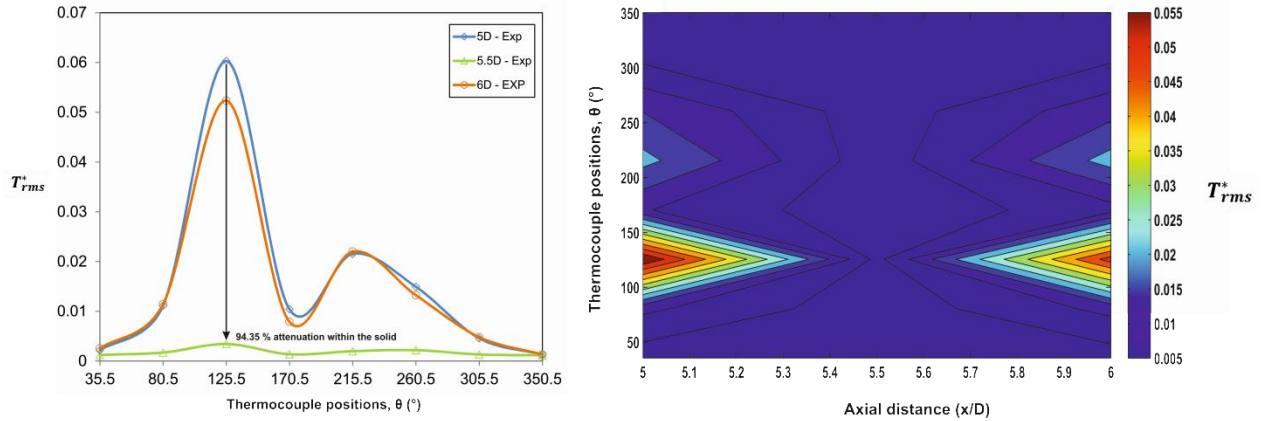 0.07
0.06
0.05
0.04
0.03
0.02
0.01
0
T*rms
5D - Exp
5.5D - Exp
6D - EXP
94.35 % attenuation within the solid
35.5 80.5 125.5 170.5 215.5 260.5 305.5 350.5
Thermocouple positions, θ (°)
Thermocouple positions, θ (°)
350
300
250
200
150
100
50
5 5.1 5.2 5.3 5.4 5.5 5.6 5.7 5.8 5.9 6
Axial distance (x/D)
0.055
0.05
0.045
0.04
0.035
0.03
0.025
0.02
0.015
0.01
0.005
T*rms